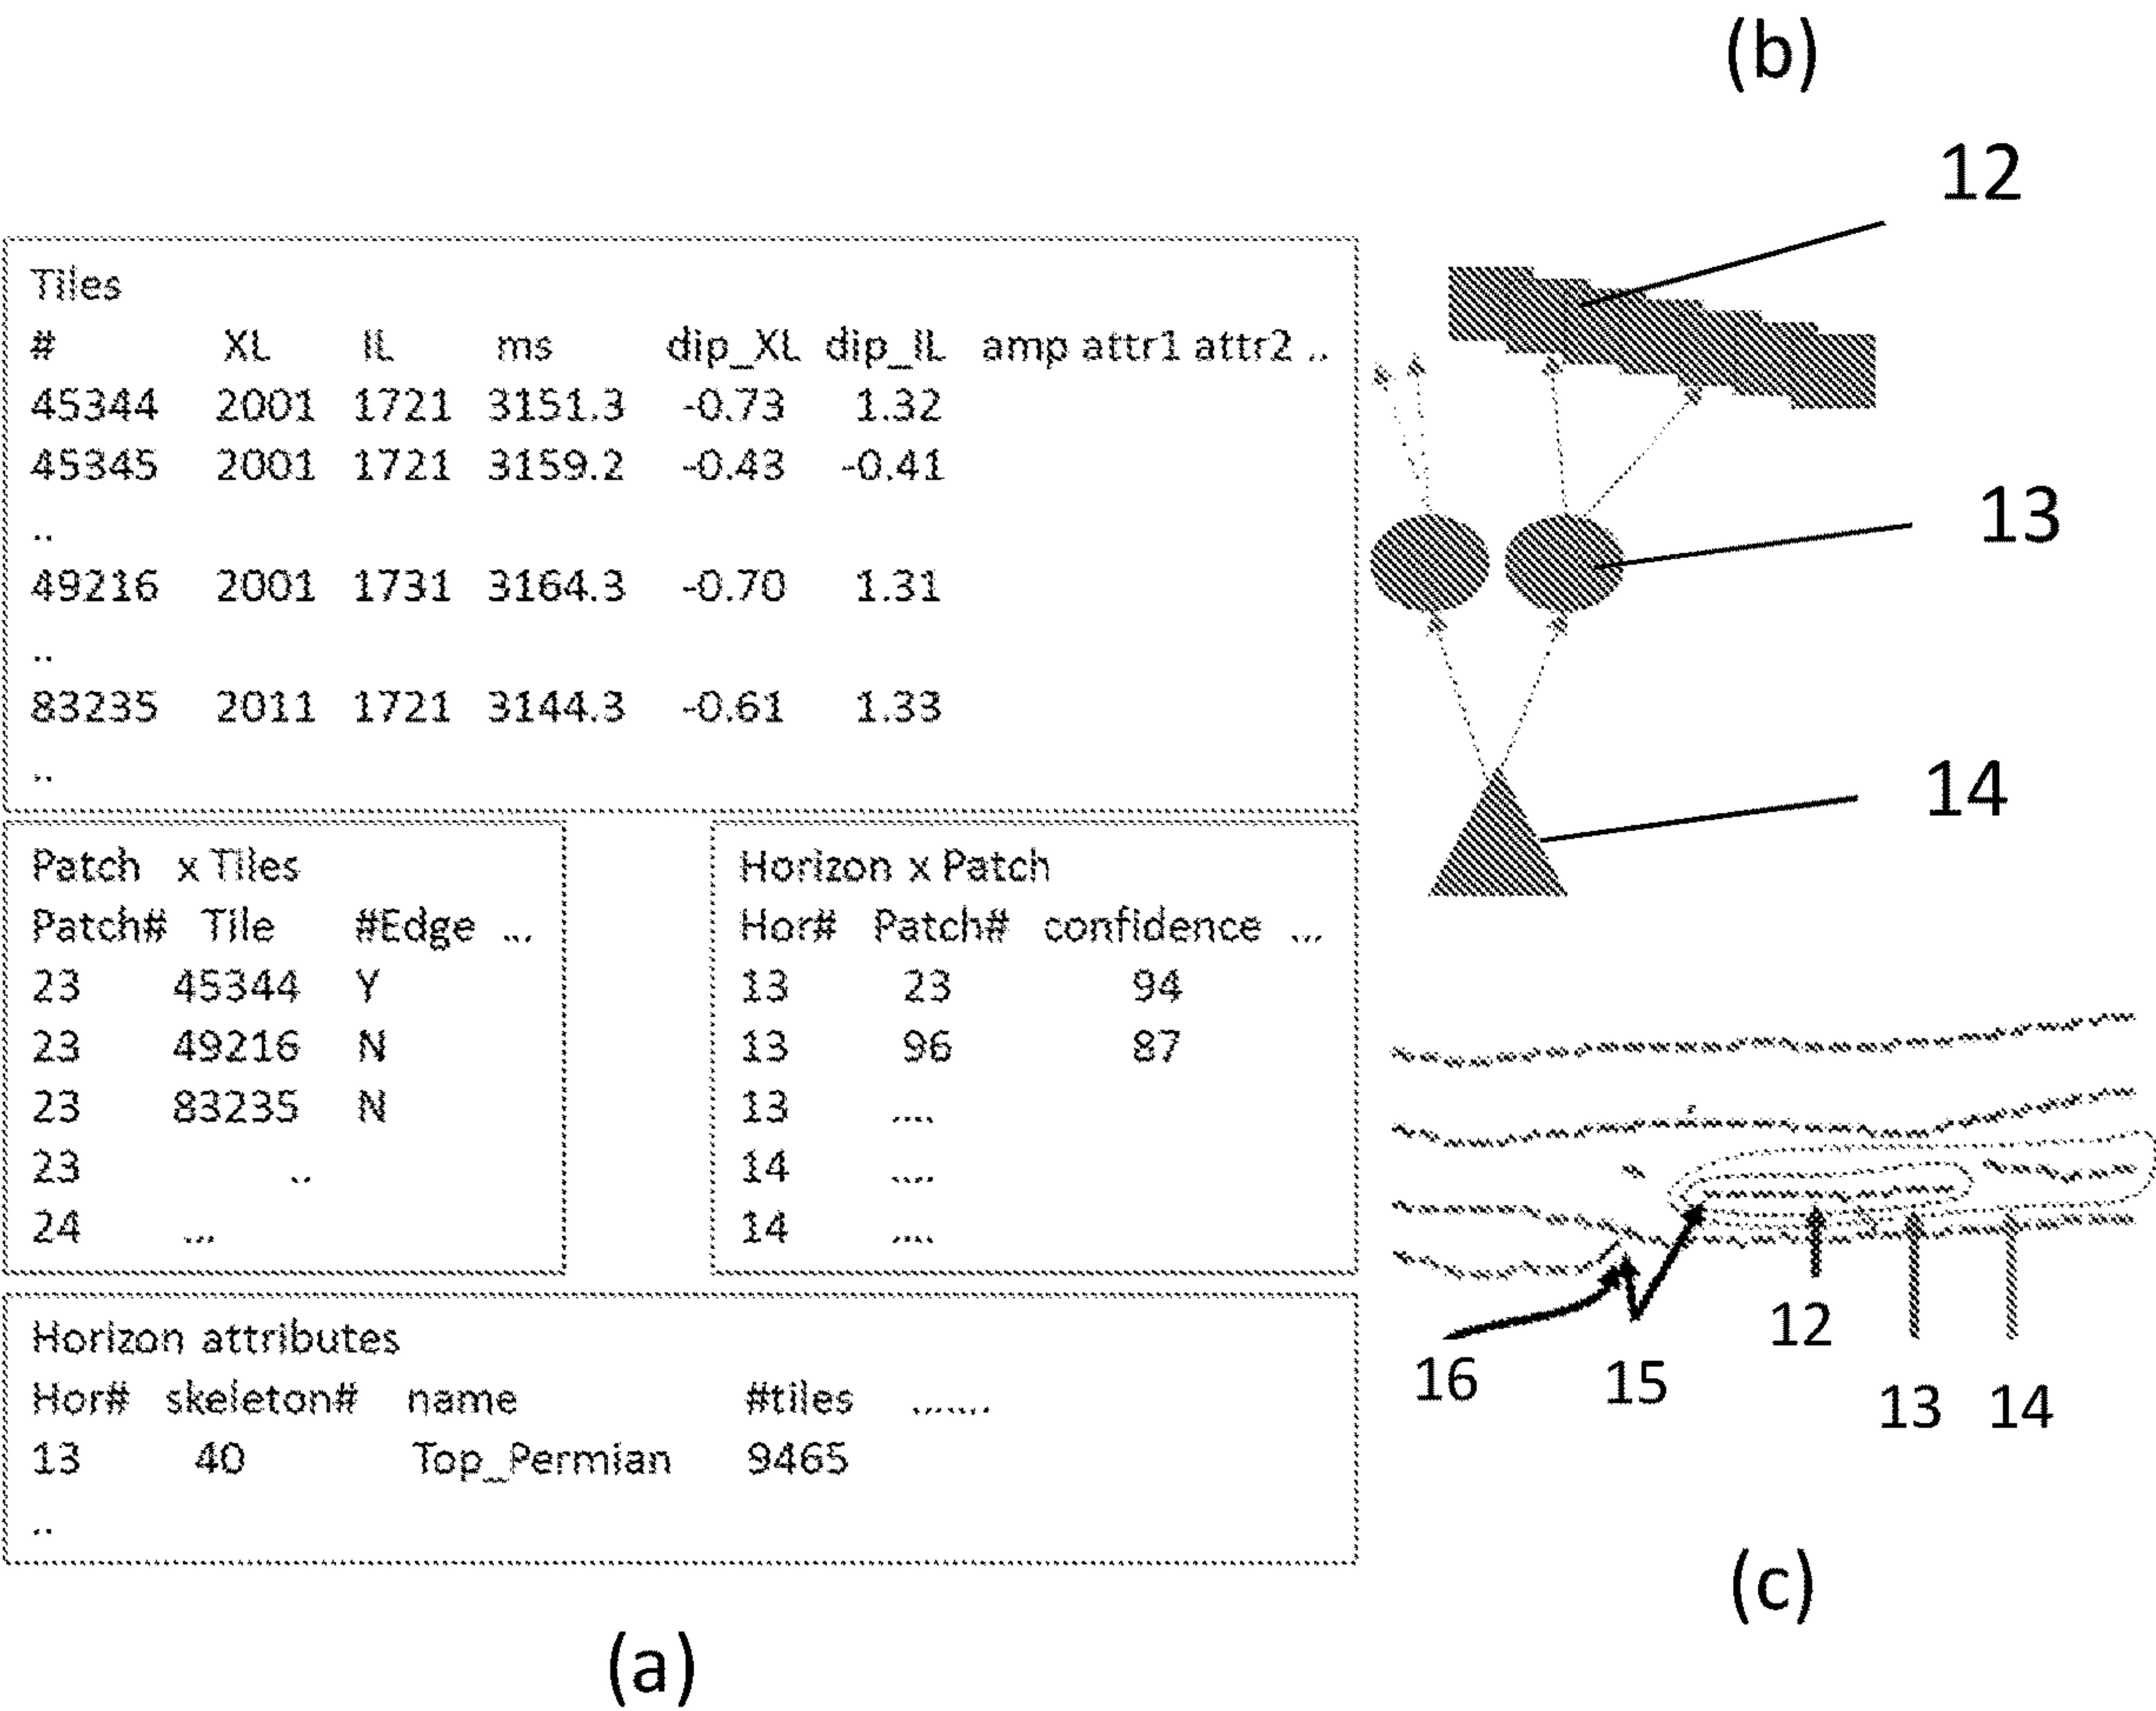 (b)
12
13
14
Tiles
# XL IL ms dip_XL dip_IL amp attr1 attr2 ..
45344 2001 1721 3151.3 -0.73 1.32
45345 2001 1721 3159.2 -0.43 -0.41
..
49216 2001 1731 3164.3 -0.70 1.31
..
83235 2011 1721 3144.3 -0.61 1.33
..
Patch x Tiles
Patch# Tile #Edge ...
23 45344 Y
23 49216 N
23 83235 N
23 ..
24 ...
Horizon x Patch
Hor# Patch# confidence ...
13 23 94
13 96 87
13 ....
14 ....
14 ....
Horizon attributes
Hor# skeleton# name #tiles .......
13 40 Top_Permian 9465
..
(a)
16 15 12 13 14
(c)